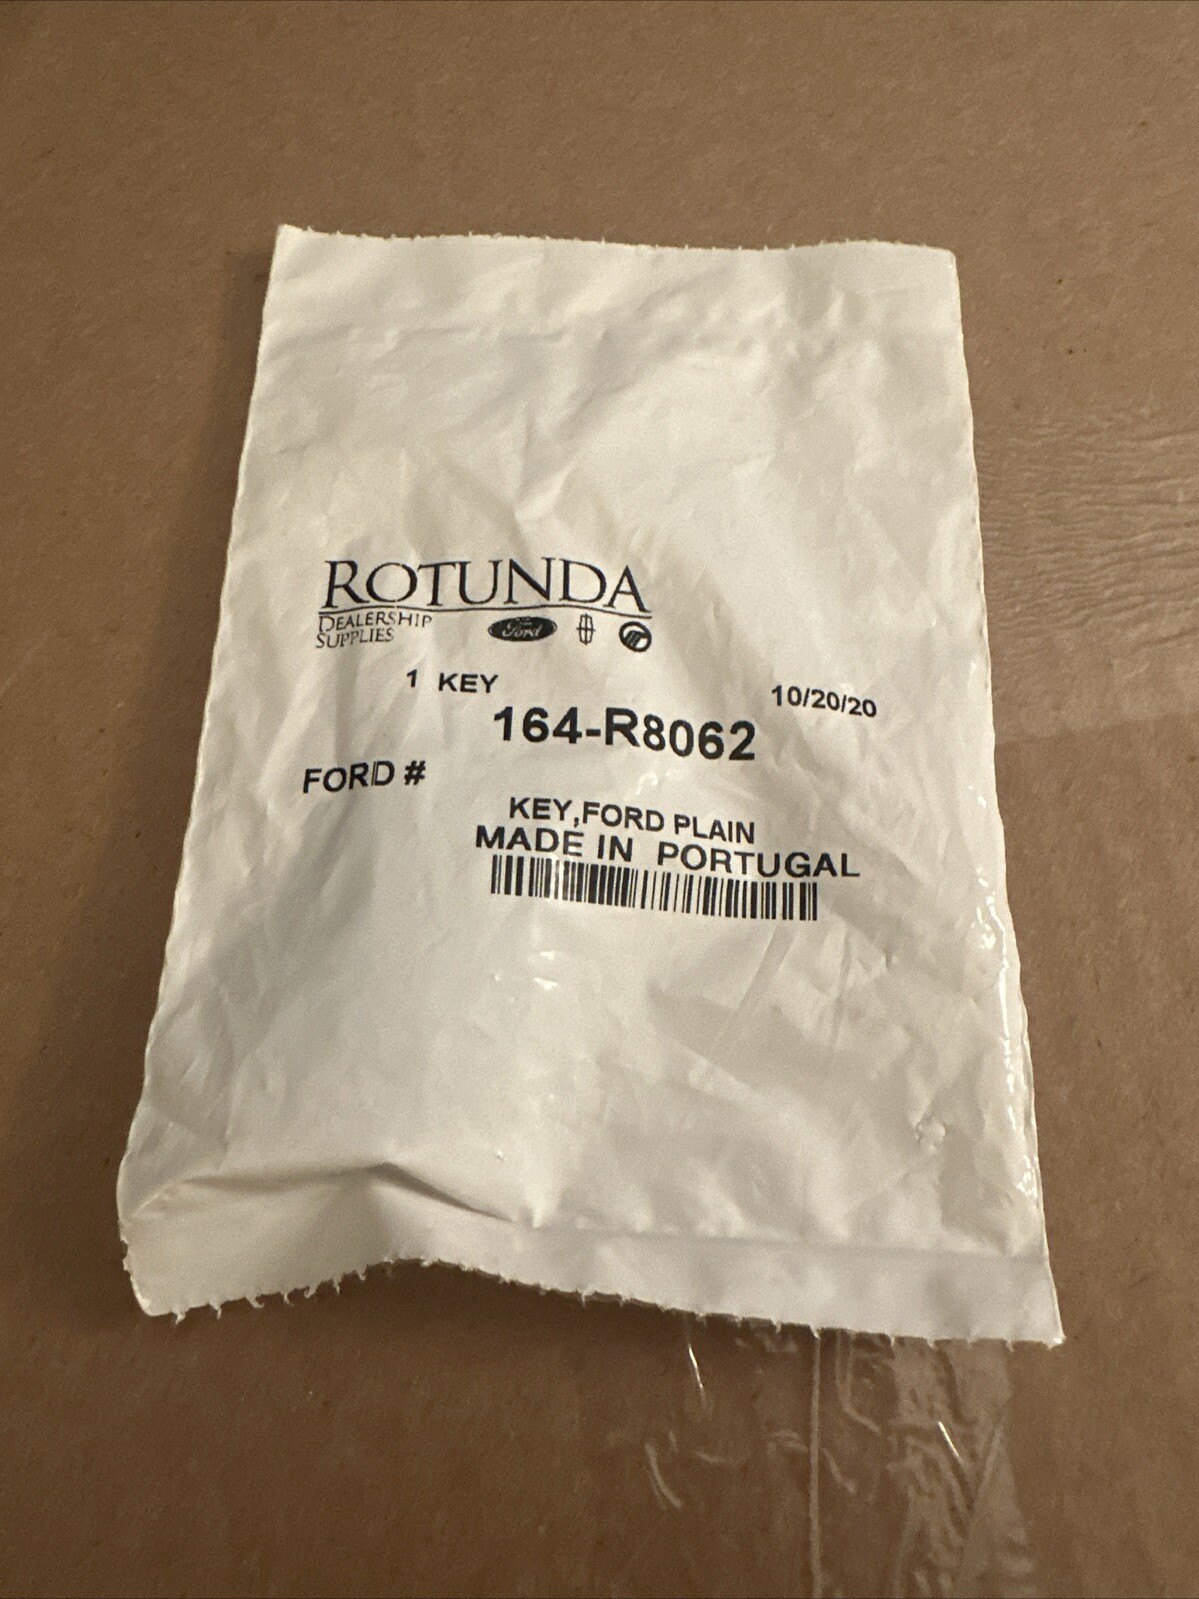 ROTUNDA
DEALERSHIP
SUPPLIES
Ford
1 KEY
10/20/20
164-R8062
FORD #
KEY,FORD PLAIN
MADE IN PORTUGAL